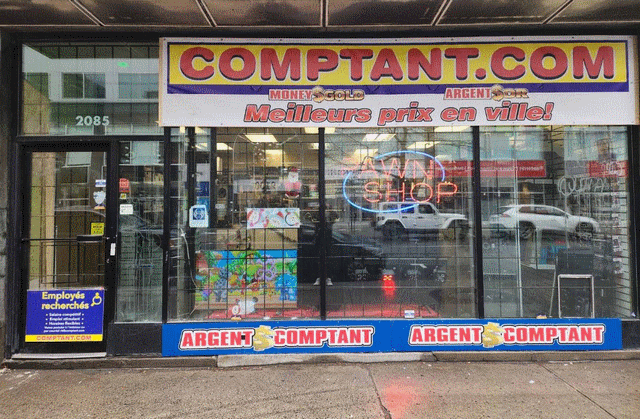 COMPTANT.COM
MONEY GOLD
ARGENT OR
Meilleurs prix en ville!
2085
PAWN
SHOP
Employés
recherchés
COMPTANT.COM
ARGENT COMPTANT
ARGENT COMPTANT